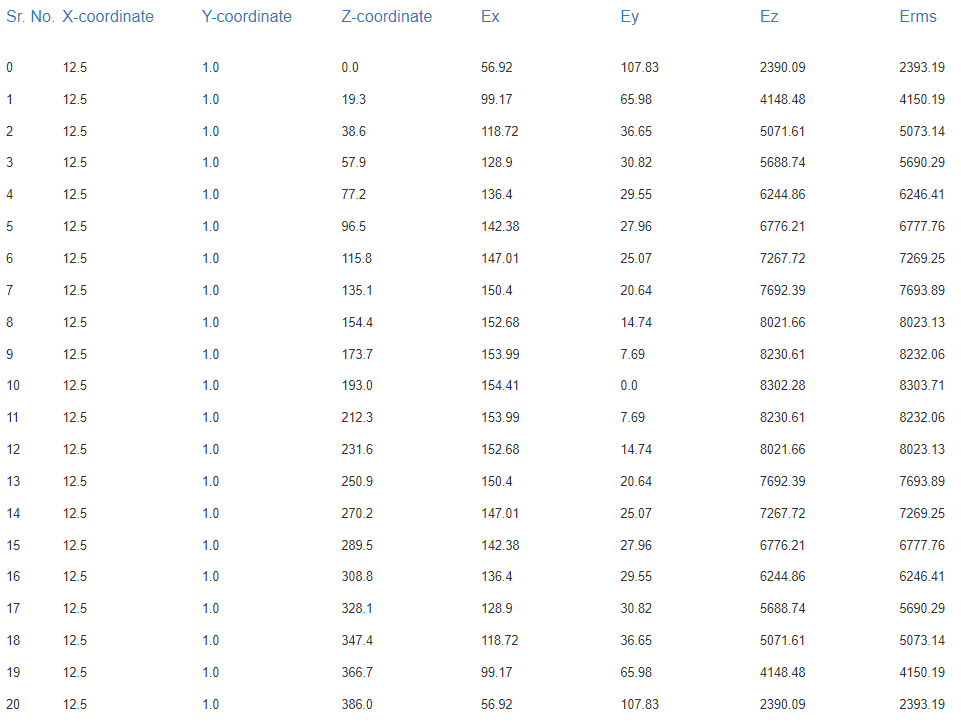 Sr. No. X-coordinate Y-coordinate Z-coordinate Ex Ey Ez Erms
0 12.5 1.0 0.0 56.92 107.83 2390.09 2393.19
1 12.5 1.0 19.3 99.17 65.98 4148.48 4150.19
2 12.5 1.0 38.6 118.72 36.65 5071.61 5073.14
3 12.5 1.0 57.9 128.9 30.82 5688.74 5690.29
4 12.5 1.0 77.2 136.4 29.55 6244.86 6246.41
5 12.5 1.0 96.5 142.38 27.96 6776.21 6777.76
6 12.5 1.0 115.8 147.01 25.07 7267.72 7269.25
7 12.5 1.0 135.1 150.4 20.64 7692.39 7693.89
8 12.5 1.0 154.4 152.68 14.74 8021.66 8023.13
9 12.5 1.0 173.7 153.99 7.69 8230.61 8232.06
10 12.5 1.0 193.0 154.41 0.0 8302.28 8303.71
11 12.5 1.0 212.3 153.99 7.69 8230.61 8232.06
12 12.5 1.0 231.6 152.68 14.74 8021.66 8023.13
13 12.5 1.0 250.9 150.4 20.64 7692.39 7693.89
14 12.5 1.0 270.2 147.01 25.07 7267.72 7269.25
15 12.5 1.0 289.5 142.38 27.96 6776.21 6777.76
16 12.5 1.0 308.8 136.4 29.55 6244.86 6246.41
17 12.5 1.0 328.1 128.9 30.82 5688.74 5690.29
18 12.5 1.0 347.4 118.72 36.65 5071.61 5073.14
19 12.5 1.0 366.7 99.17 65.98 4148.48 4150.19
20 12.5 1.0 386.0 56.92 107.83 2390.09 2393.19